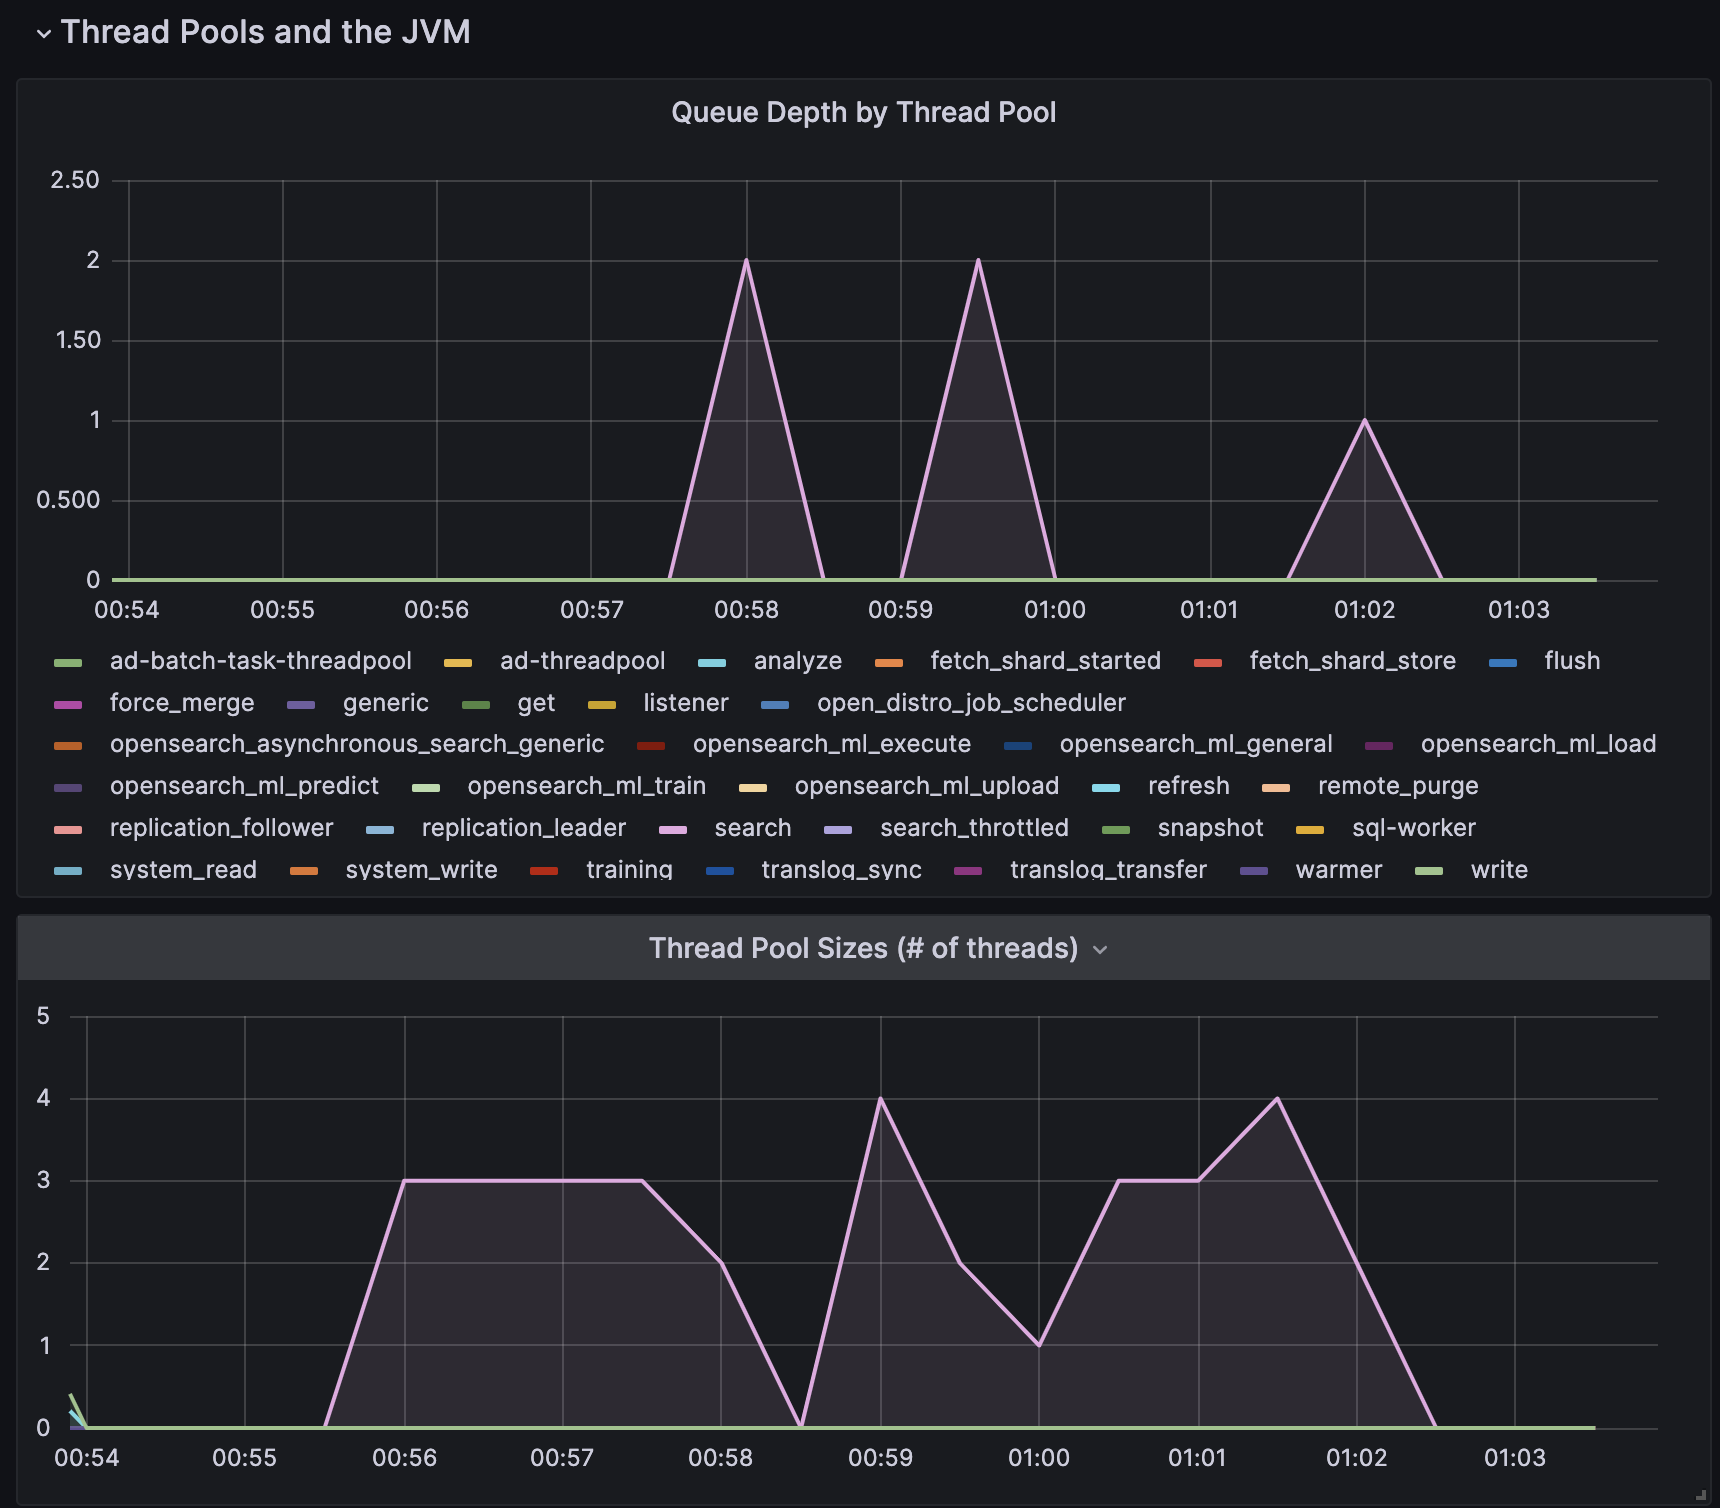 Thread Pools and the JVM
Queue Depth by Thread Pool
2.50
2
1.50
1
0.500
0
00:54 00:55 00:56 00:57 00:58 00:59 01:00 01:01 01:02 01:03
ad-batch-task-threadpool ad-threadpool analyze fetch_shard_started fetch_shard_store flush
force_merge generic get listener open_distro_job_scheduler
opensearch_asynchronous_search_generic opensearch_ml_execute opensearch_ml_general opensearch_ml_load
opensearch_ml_predict opensearch_ml_train opensearch_ml_upload refresh remote_purge
replication_follower replication_leader search search_throttled snapshot sql-worker
system_read system_write training translog_sync translog_transfer warmer write
Thread Pool Sizes (# of threads)
5
4
3
2
1
0
00:54 00:55 00:56 00:57 00:58 00:59 01:00 01:01 01:02 01:03